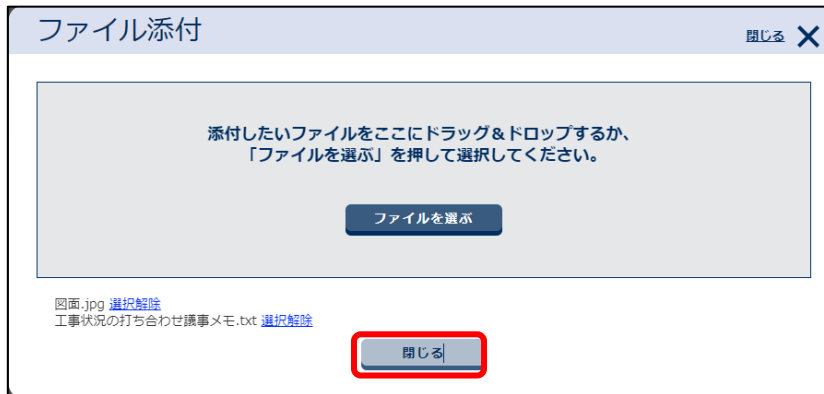 ファイル添付
閉じる
添付したいファイルをここにドラッグ＆ドロップするか、
「ファイルを選ぶ」を押して選択してください。
ファイルを選ぶ
図面.jpg 選択解除
工事状況の打ち合わせ議事メモ.txt 選択解除
閉じる